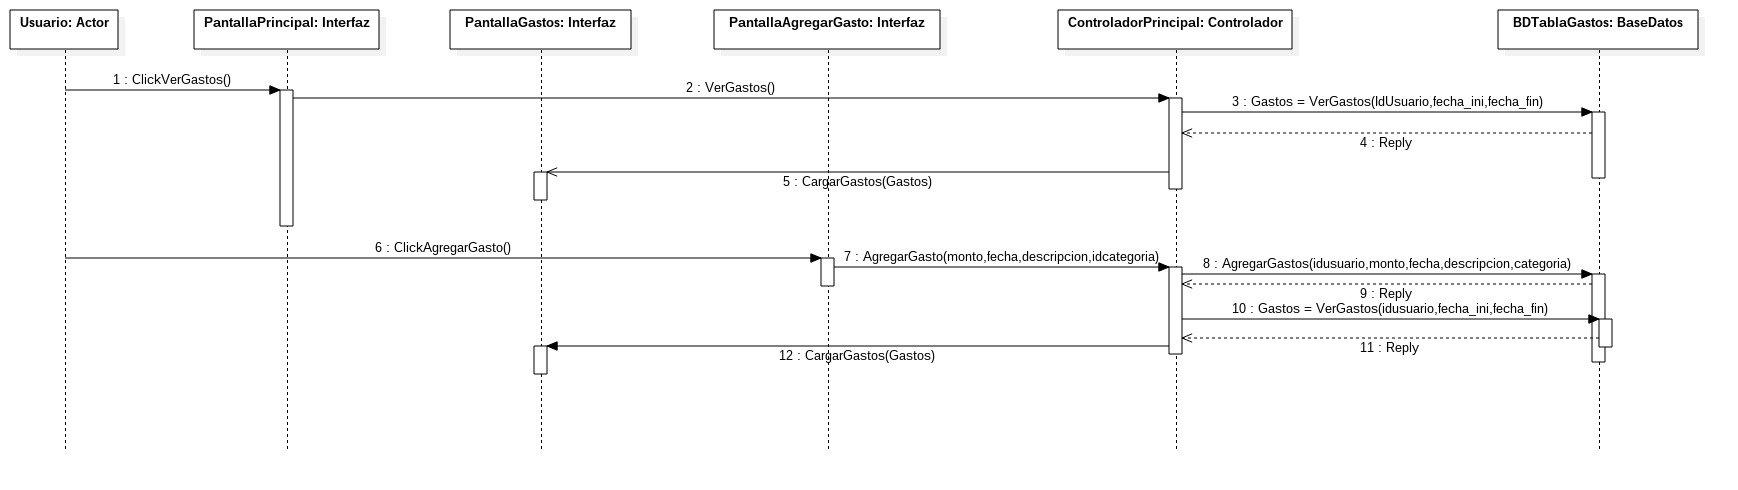 Usuario: Actor
PantallaPrincipal: Interfaz
PantallaGastos: Interfaz
PantallaAgregarGasto: Interfaz
ControladorPrincipal: Controlador
BDTablaGastos: BaseDatos
1 : ClickVerGastos()
2 : VerGastos()
3 : Gastos = VerGastos(IdUsuario,fecha_ini,fecha_fin)
4 : Reply
5 : CargarGastos(Gastos)
6 : ClickAgregarGasto()
7 : AgregarGasto(monto,fecha,descripcion,idcategoria)
8 : AgregarGastos(idusuario,monto,fecha,descripcion,categoria)
9 : Reply
10 : Gastos = VerGastos(idusuario,fecha_ini,fecha_fin)
11 : Reply
12 : CargarGastos(Gastos)